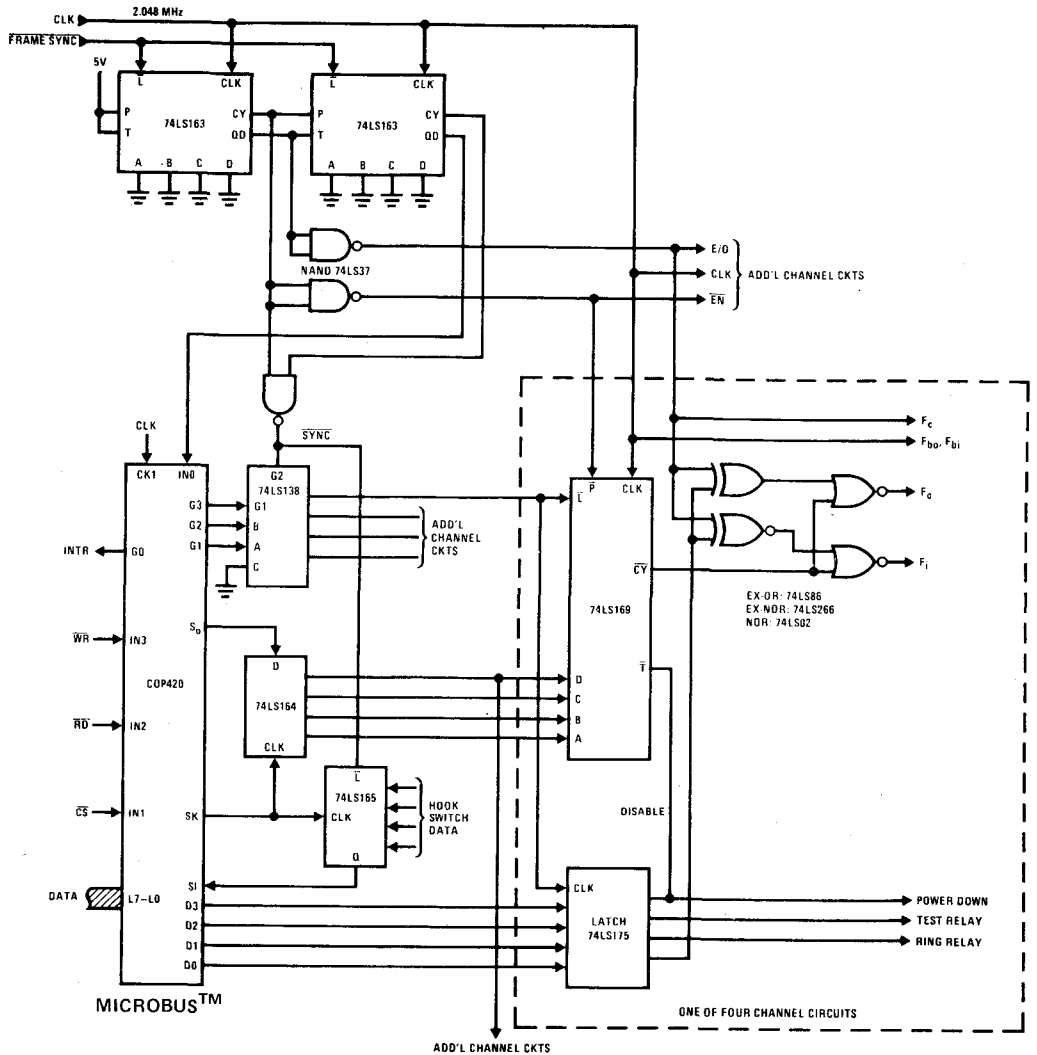 CLK
2.048 MHz
FRAME SYNC
5V
L CLK
P
T
74LS163
CY
QD
A B C D
L CLK
P
T
74LS163
CY
QD
A B C D
NAND 74LS37
E/O
CLK
EN
ADD'L CHANNEL CKTS
SYNC
CLK
CK1 IN0
G3
G2
G1
INTR
G0
S0
WR
IN3
COP420
RD
IN2
CS
IN1
SK
SI
DATA
L7-L0
D3
D2
D1
D0
MICROBUS™
G2
74LS138
G1
B
A
C
ADD'L
CHANNEL
CKTS
D
74LS164
CLK
L
74LS165
CLK
Q
HOOK
SWITCH
DATA
P CLK
L
CY
74LS169
T
D
C
B
A
DISABLE
CLK
LATCH
74LS175
Fc
Fbo, Fbi
Fo
Fi
EX-OR: 74LS86
EX-NOR: 74LS266
NOR: 74LS02
POWER DOWN
TEST RELAY
RING RELAY
ONE OF FOUR CHANNEL CIRCUITS
ADD'L CHANNEL CKTS